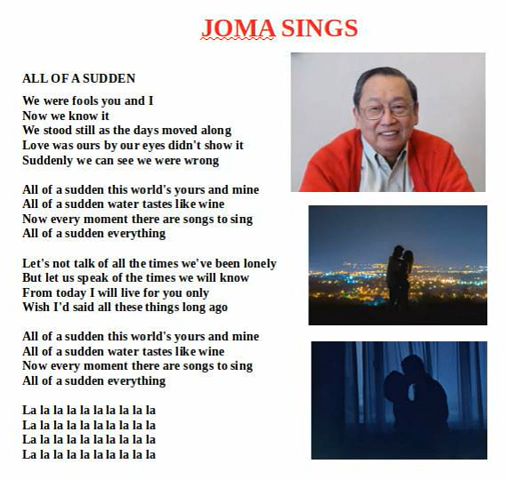 JOMA SINGS
ALL OF A SUDDEN
We were fools you and I
Now we know it
We stood still as the days moved along
Love was ours by our eyes didn't show it
Suddenly we can see we were wrong
All of a sudden this world's yours and mine
All of a sudden water tastes like wine
Now every moment there are songs to sing
All of a sudden everything
Let's not talk of all the times we've been lonely
But let us speak of the times we will know
From today I will live for you only
Wish I'd said all these things long ago
All of a sudden this world's yours and mine
All of a sudden water tastes like wine
Now every moment there are songs to sing
All of a sudden everything
La la la la la la la la la la
La la la la la la la la la la
La la la la la la la la la la
La la la la la la la la la la